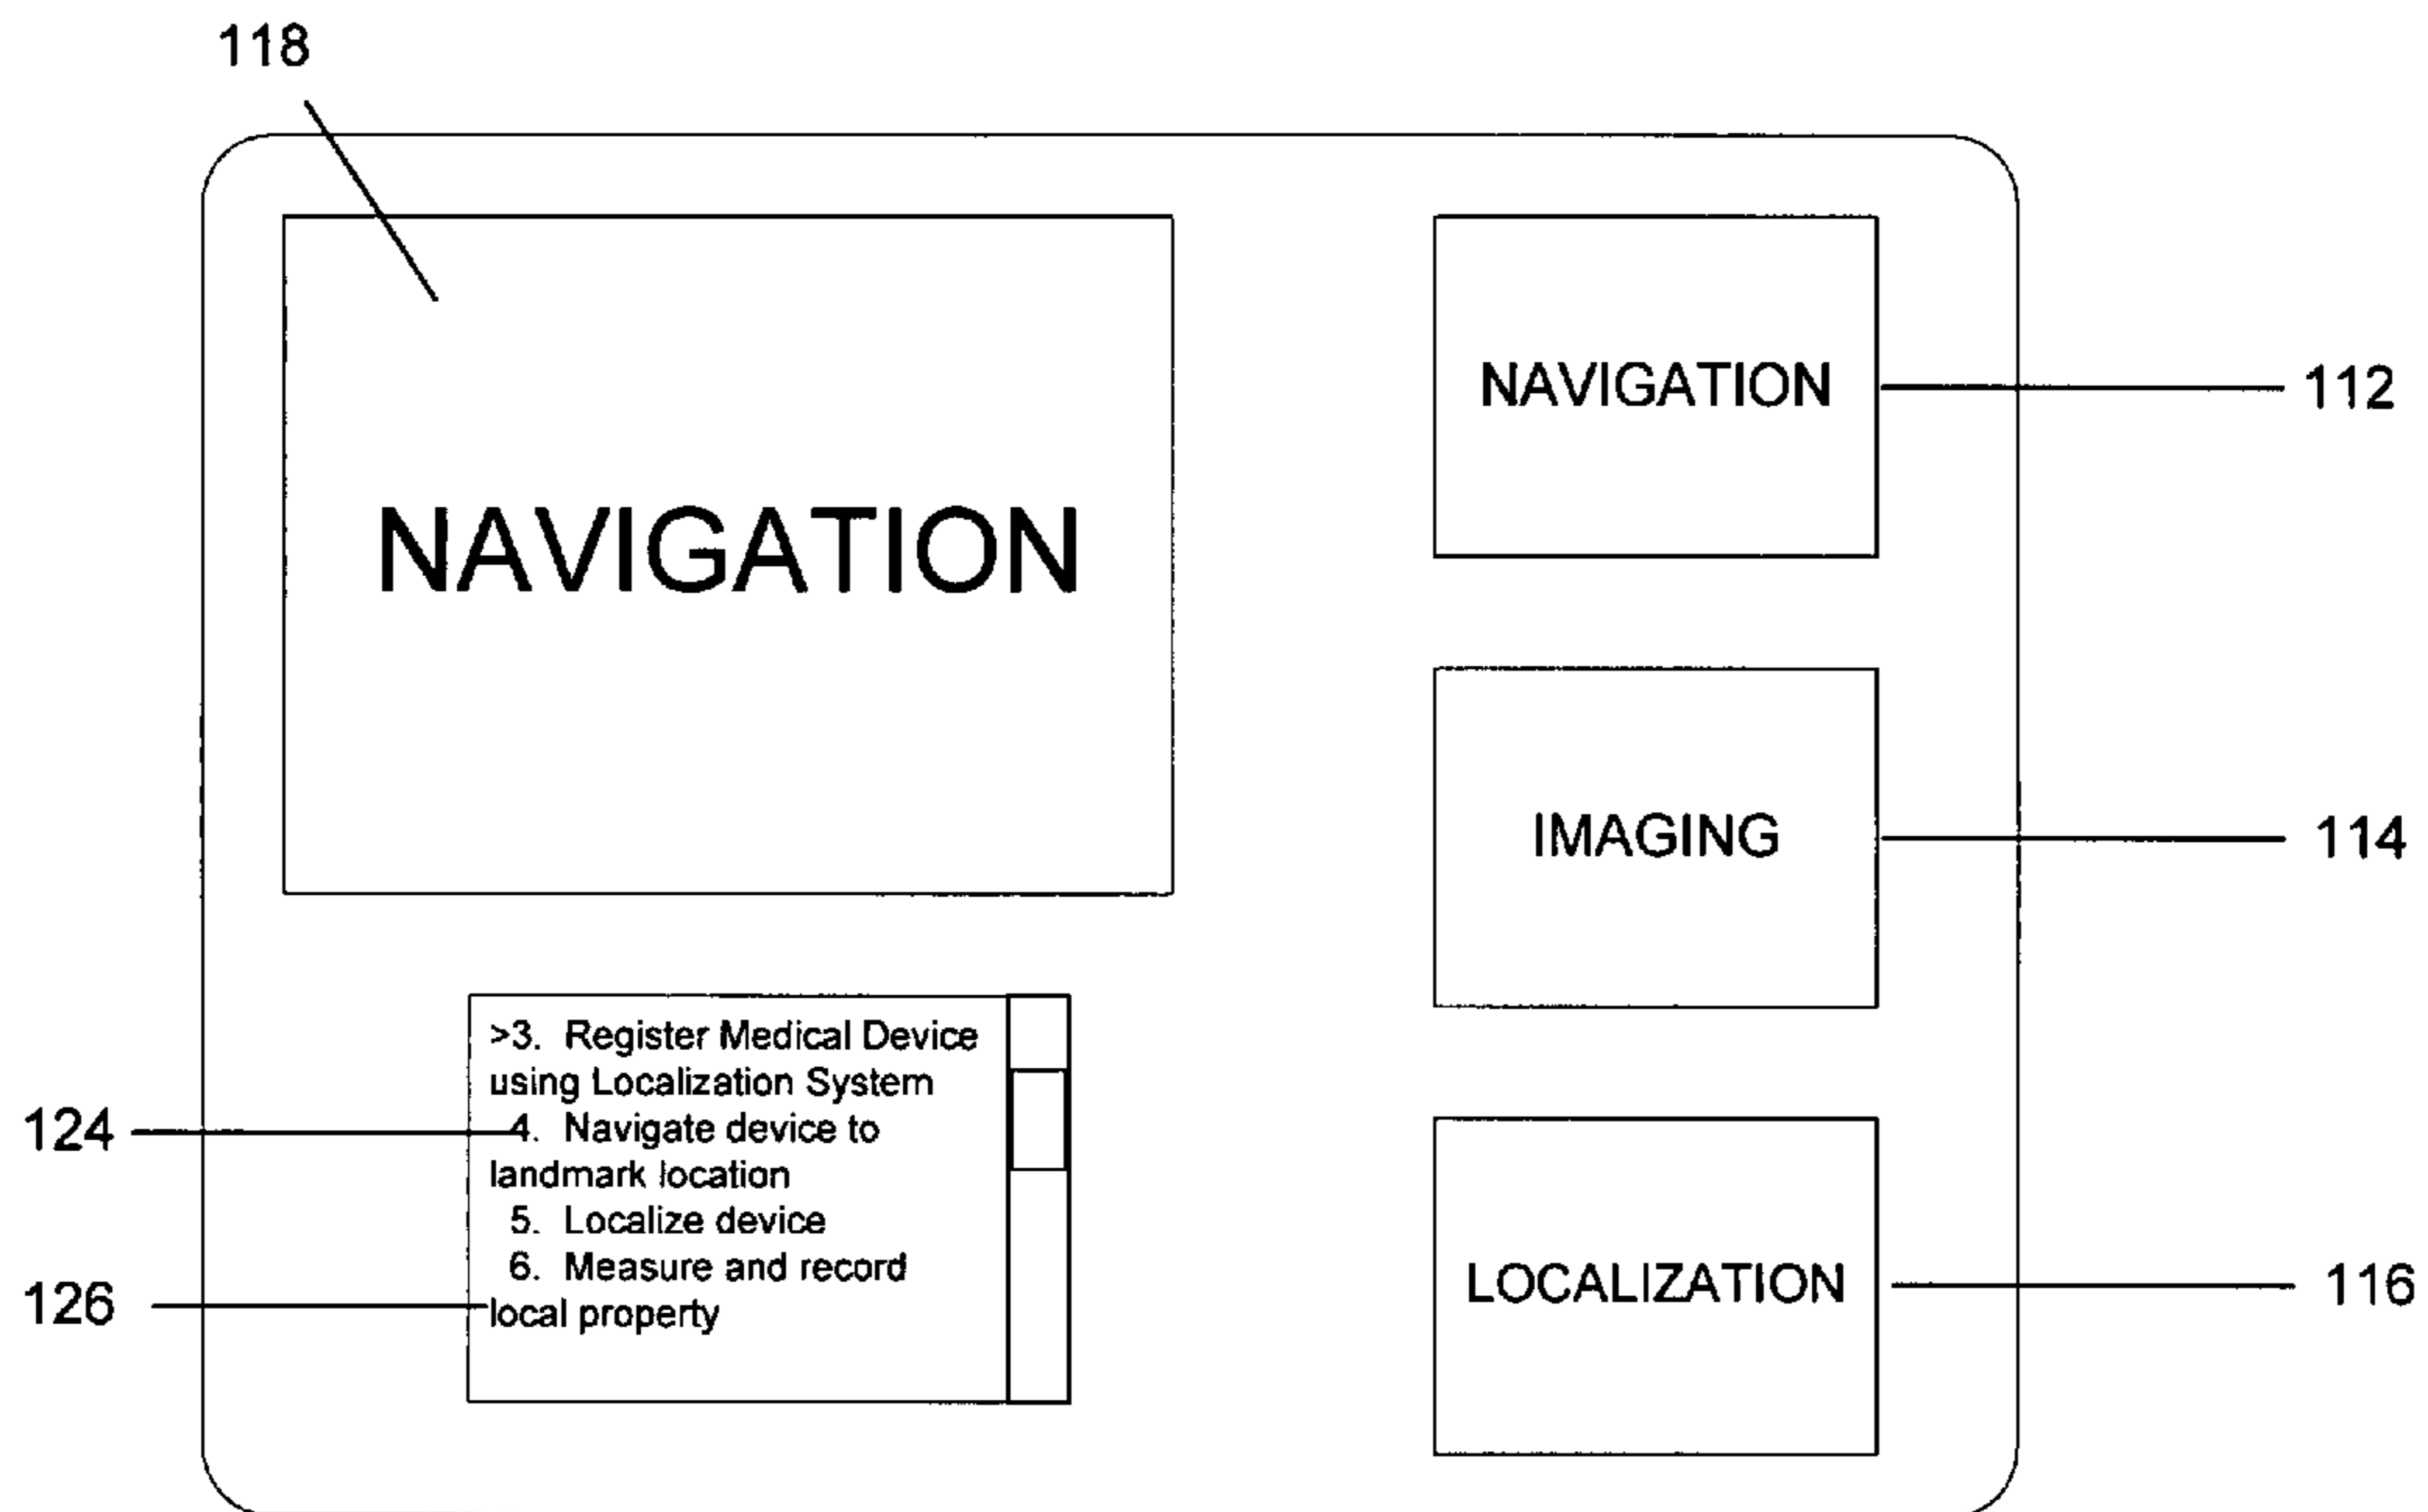 118
NAVIGATION
NAVIGATION
112
IMAGING
114
>3. Register Medical Device
using Localization System
124
4. Navigate device to
landmark location
5. Localize device
6. Measure and record
126
local property
LOCALIZATION
116